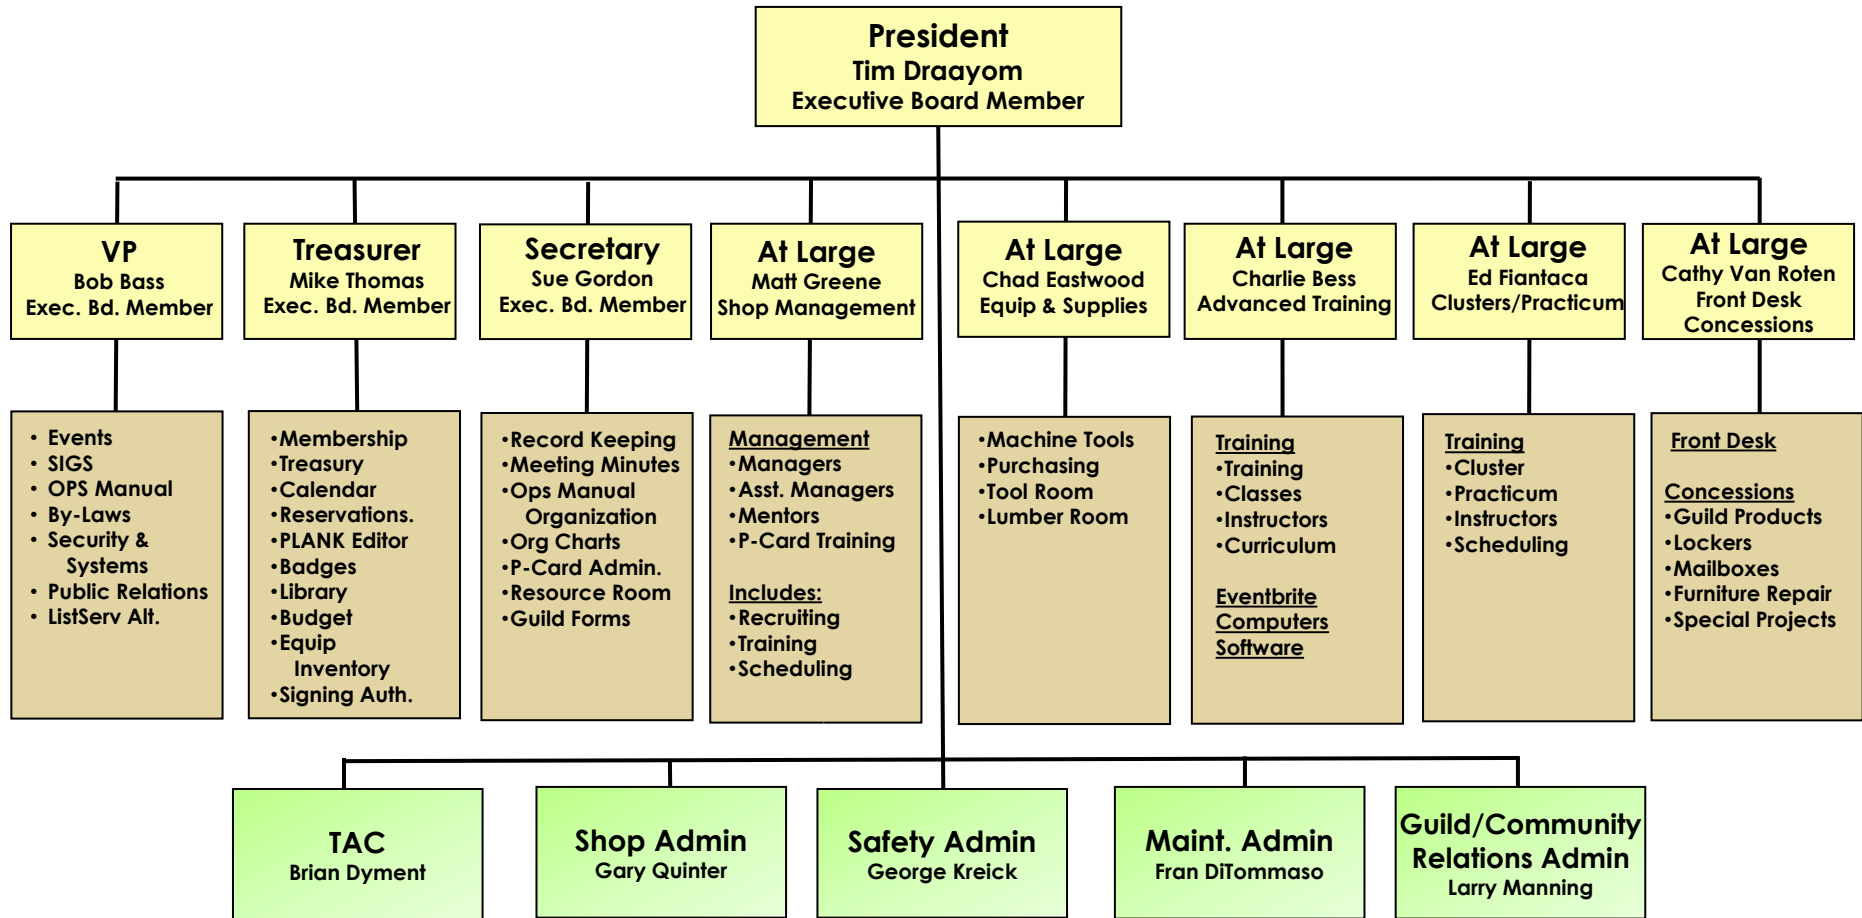 President
Tim Draayom
Executive Board Member
VP
Bob Bass
Exec. Bd. Member
Treasurer
Mike Thomas
Exec. Bd. Member
Secretary
Sue Gordon
Exec. Bd. Member
At Large
Matt Greene
Shop Management
At Large
Chad Eastwood
Equip & Supplies
At Large
Charlie Bess
Advanced Training
At Large
Ed Fiantaca
Clusters/Practicum
At Large
Cathy Van Roten
Front Desk
Concessions
• Events
• SIGS
• OPS Manual
• By-Laws
• Security &
Systems
• Public Relations
• ListServ Alt.
•Membership
•Treasury
•Calendar
•Reservations.
•PLANK Editor
•Badges
•Library
•Budget
•Equip
Inventory
•Signing Auth.
•Record Keeping
•Meeting Minutes
•Ops Manual
Organization
•Org Charts
•P-Card Admin.
•Resource Room
•Guild Forms
Management
•Managers
•Asst. Managers
•Mentors
•P-Card Training
Includes:
•Recruiting
•Training
•Scheduling
•Machine Tools
•Purchasing
•Tool Room
•Lumber Room
Training
•Training
•Classes
•Instructors
•Curriculum
Eventbrite
Computers
Software
Training
•Cluster
•Practicum
•Instructors
•Scheduling
Front Desk
Concessions
•Guild Products
•Lockers
•Mailboxes
•Furniture Repair
•Special Projects
TAC
Brian Dyment
Shop Admin
Gary Quinter
Safety Admin
George Kreick
Maint. Admin
Fran DiTommaso
Guild/Community
Relations Admin
Larry Manning